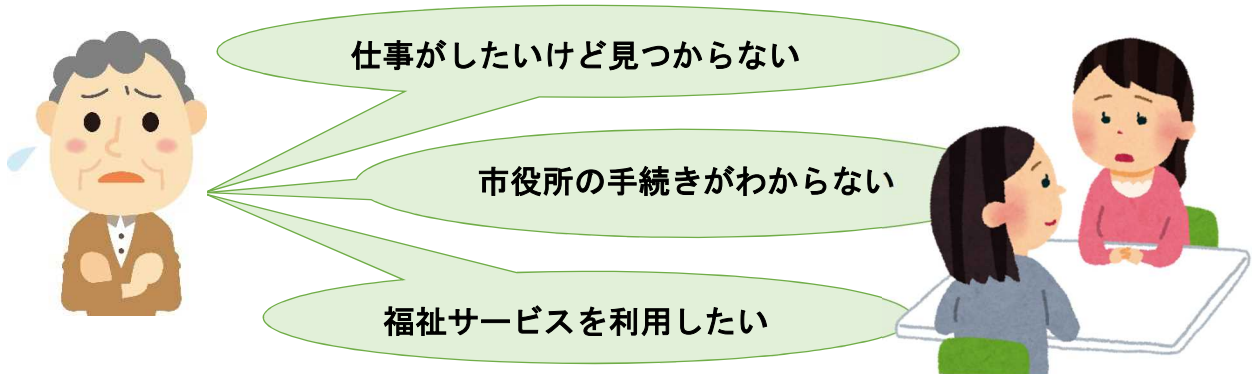 仕事がしたいけど見つからない
市役所の手続きがわからない
福祉サービスを利用したい